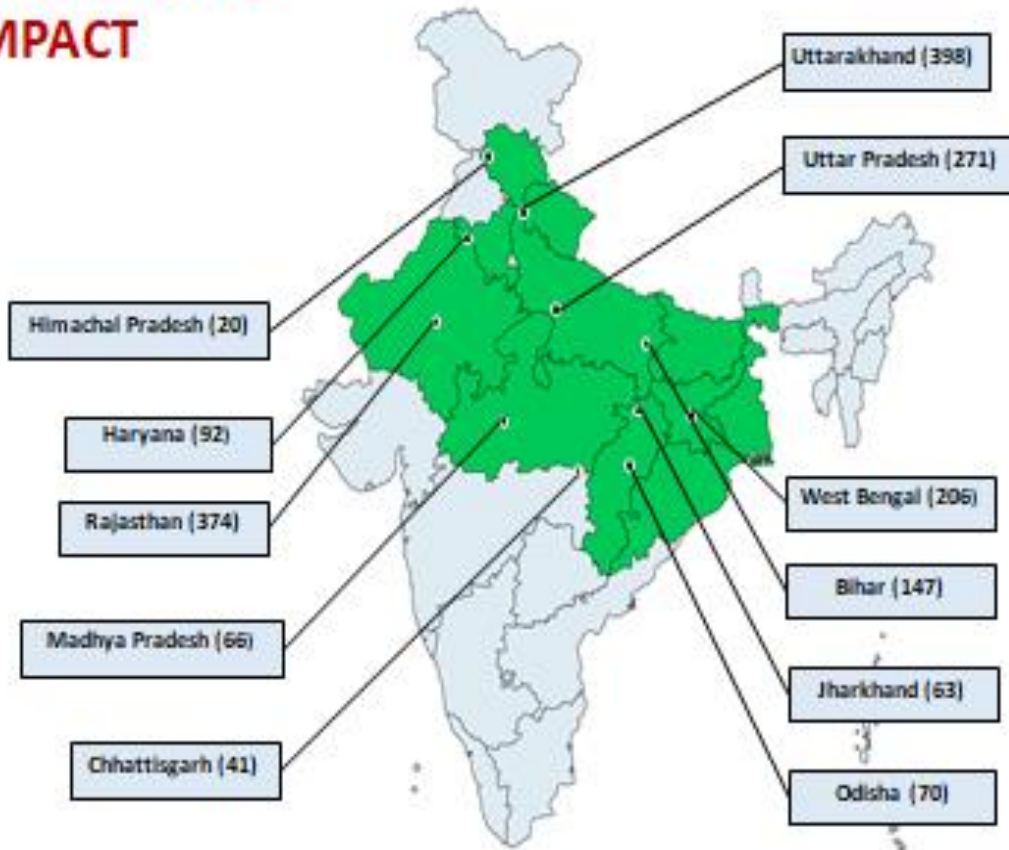 MPACT
Uttarakhand (398)
Uttar Pradesh (271)
Himachal Pradesh (20)
Haryana (92)
Rajasthan (374)
West Bengal (206)
Bihar (147)
Madhya Pradesh (66)
Jharkhand (63)
Chhattisgarh (41)
Odisha (70)